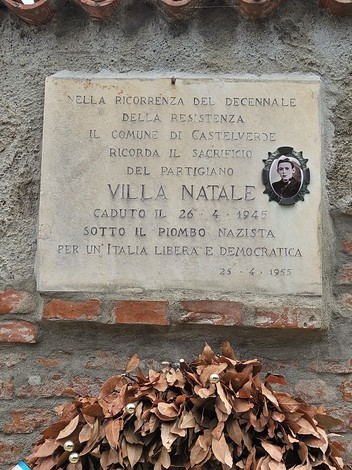 NELLA RICORRENZA DEL DECENNALE
DELLA RESISTENZA
IL COMUNE DI CASTELVERDE
RICORDA IL SACRIFICIO
DEL PARTIGIANO
VILLA NATALE
CADUTO IL 26-4-1945
SOTTO IL PIOMBO NAZISTA
PER UN'ITALIA LIBERA E DEMOCRATICA
25-4-1955